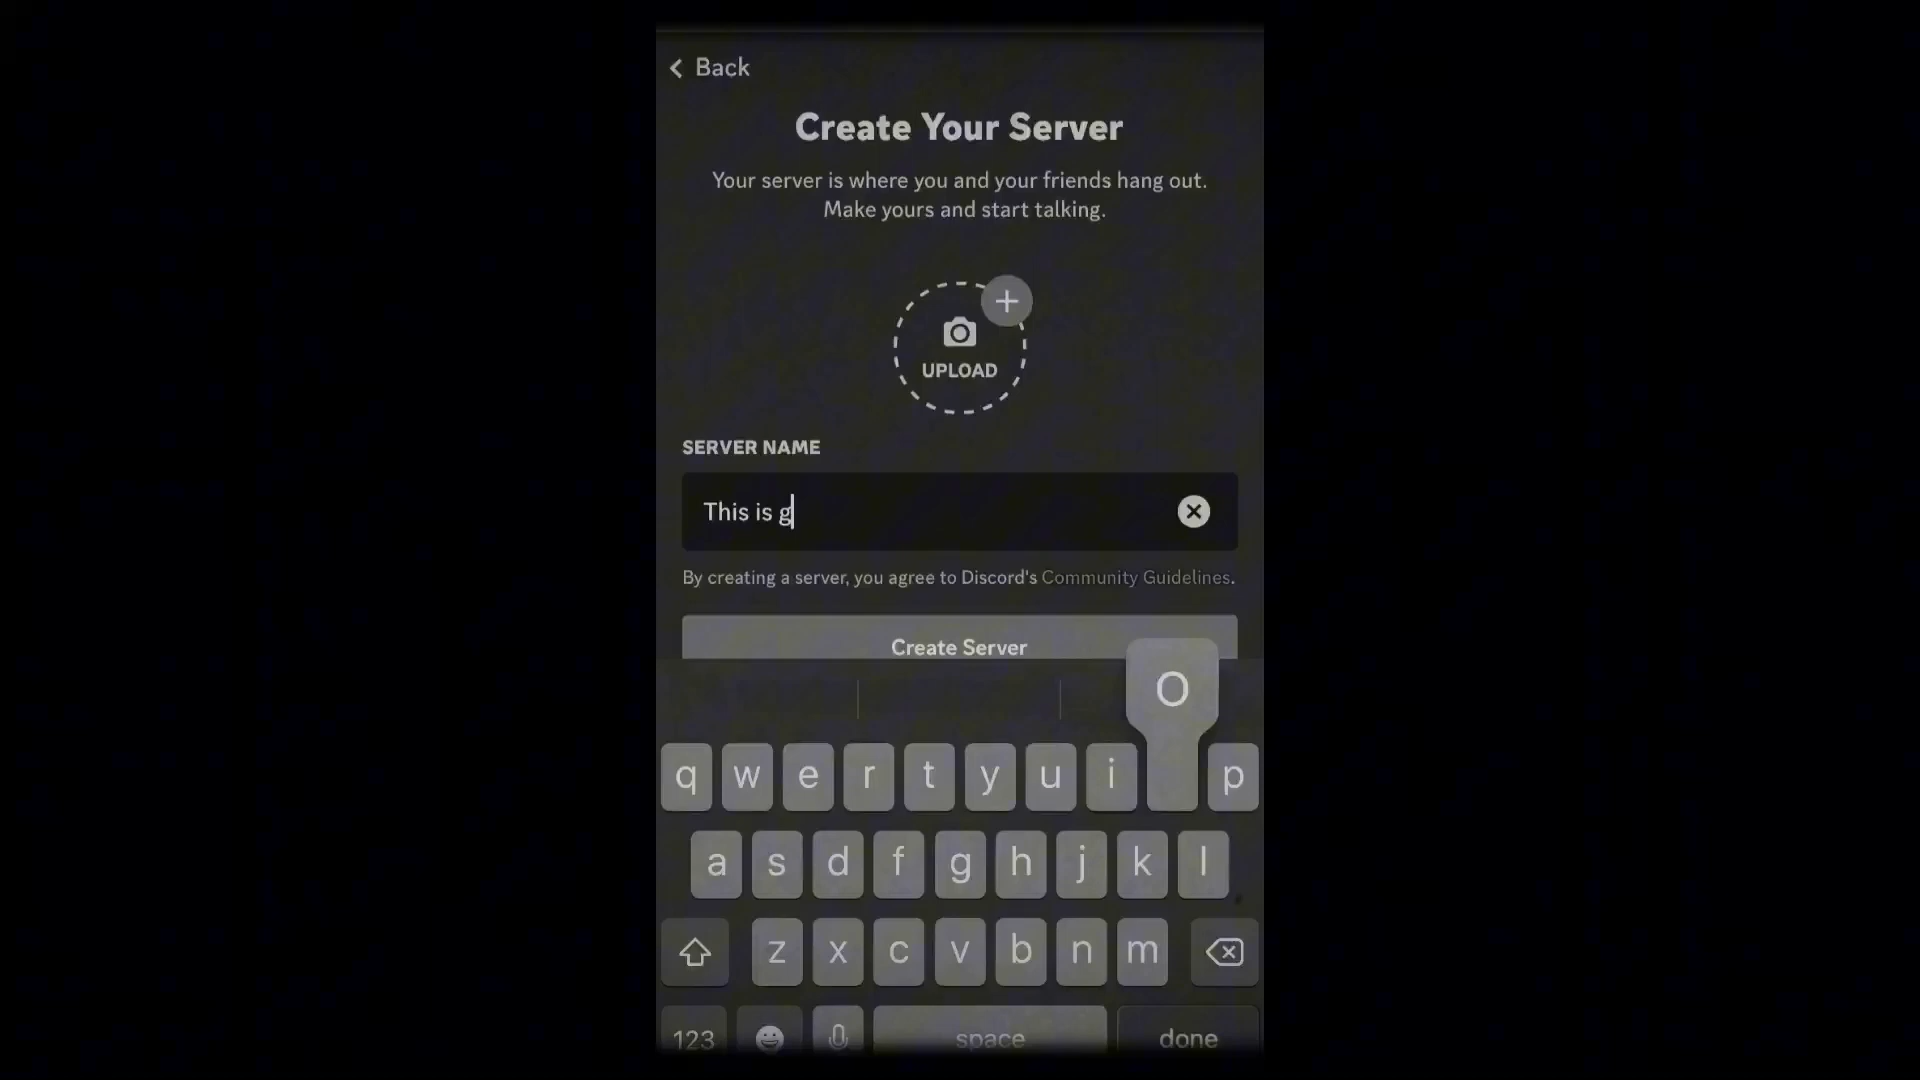 Back
Create Your Server
Your server is where you and your friends hang out.
Make yours and start talking.
UPLOAD
SERVER NAME
This is g
By creating a server, you agree to Discord's Community Guidelines.
Create Server
O
q w e r t y u i p
a s d f g h j k l
z x c v b n m
123 space done